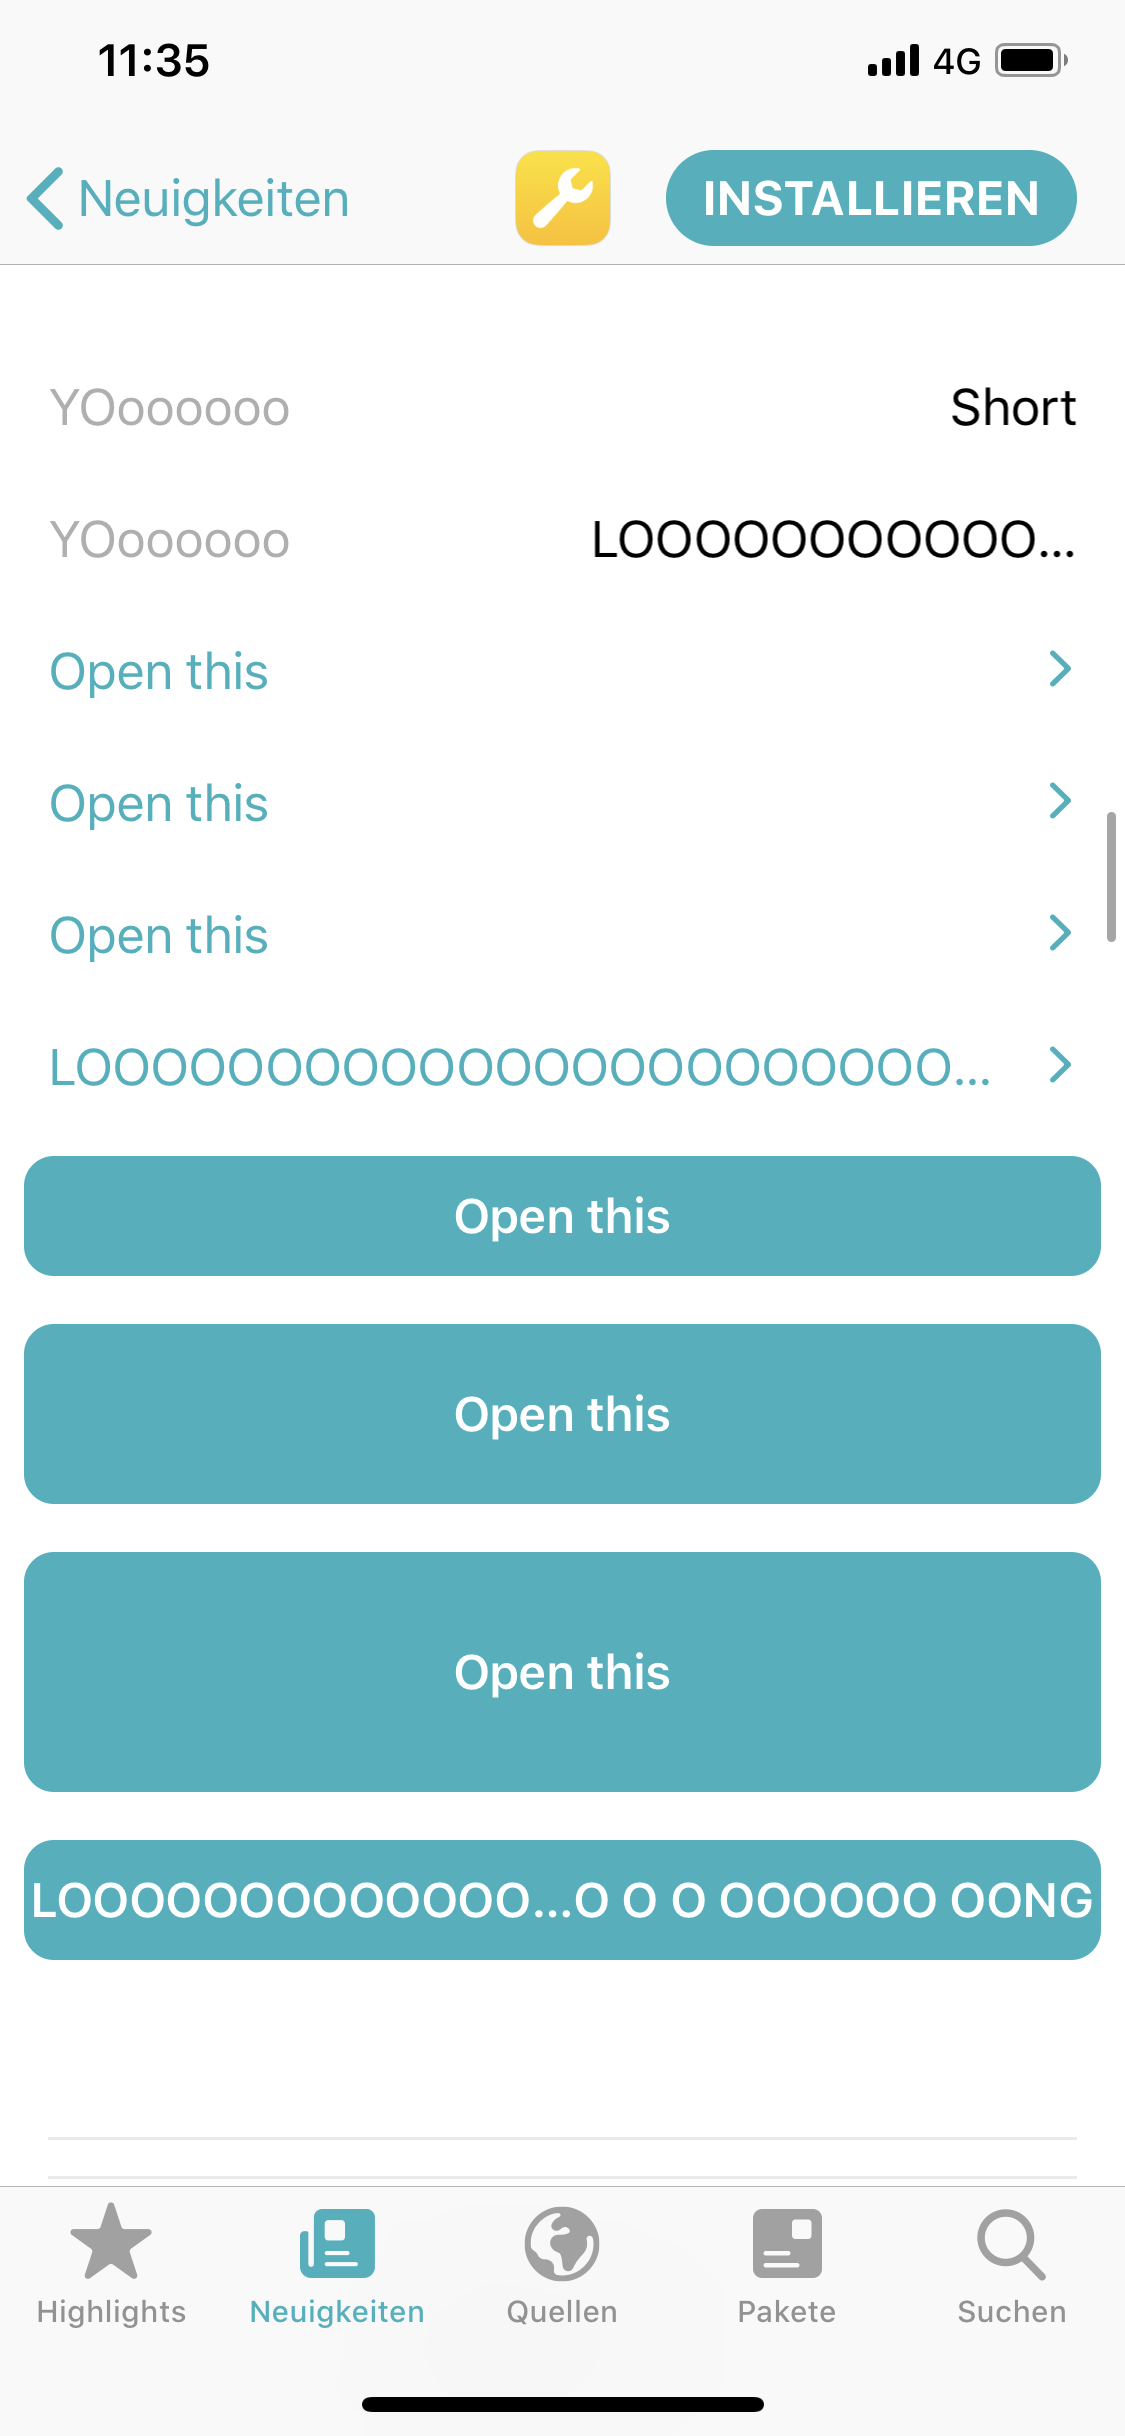 11:35 4G
Neuigkeiten INSTALLIEREN
YOoooooo Short
YOoooooo LOOOOOOOOOOO...
Open this
Open this
Open this
LOOOOOOOOOOOOOOOOOOOOOOO...
Open this
Open this
Open this
LOOOOOOOOOOOOO...O O O OOOOOO OONG
Highlights Neuigkeiten Quellen Pakete Suchen